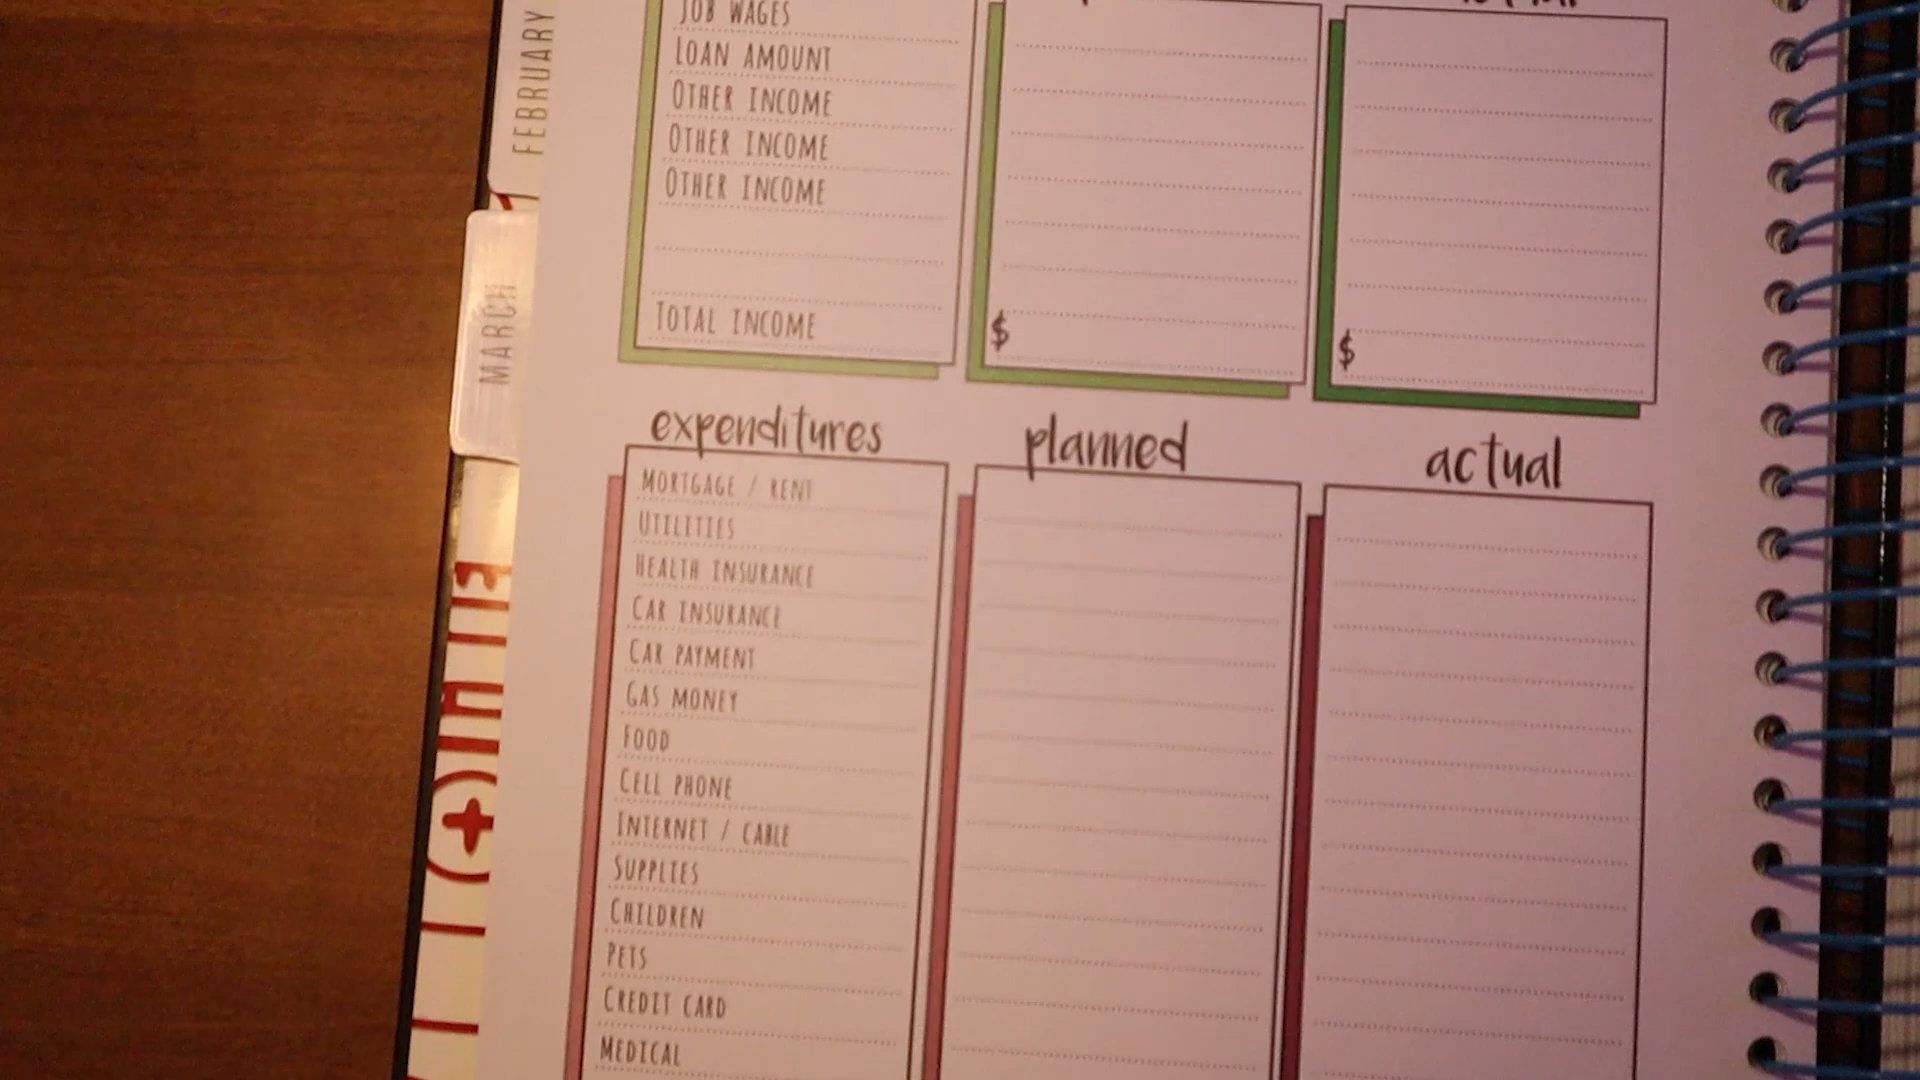 JOB WAGES
LOAN AMOUNT
OTHER INCOME
OTHER INCOME
OTHER INCOME
TOTAL INCOME
$
$
expenditures planned actual
MORTGAGE / RENT
UTILITIES
HEALTH INSURANCE
CAR INSURANCE
CAR PAYMENT
GAS MONEY
FOOD
CELL PHONE
INTERNET / CABLE
SUPPLIES
CHILDREN
PETS
CREDIT CARD
MEDICAL
FEBRUARY
MARCH